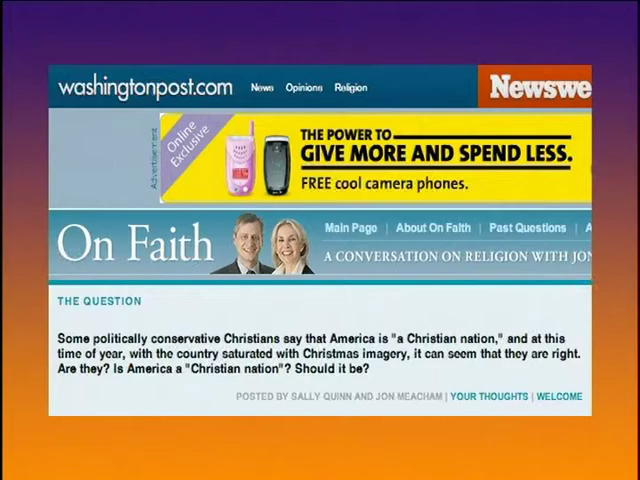 washingtonpost.com News Opinions Religion Newswe
Advertisement
Online
Exclusive
THE POWER TO
GIVE MORE AND SPEND LESS.
FREE cool camera phones.
On Faith
Main Page | About On Faith | Past Questions | A
A CONVERSATION ON RELIGION WITH JON
THE QUESTION
Some politically conservative Christians say that America is "a Christian nation," and at this
time of year, with the country saturated with Christmas imagery, it can seem that they are right.
Are they? Is America a "Christian nation"? Should it be?
POSTED BY SALLY QUINN AND JON MEACHAM | YOUR THOUGHTS | WELCOME